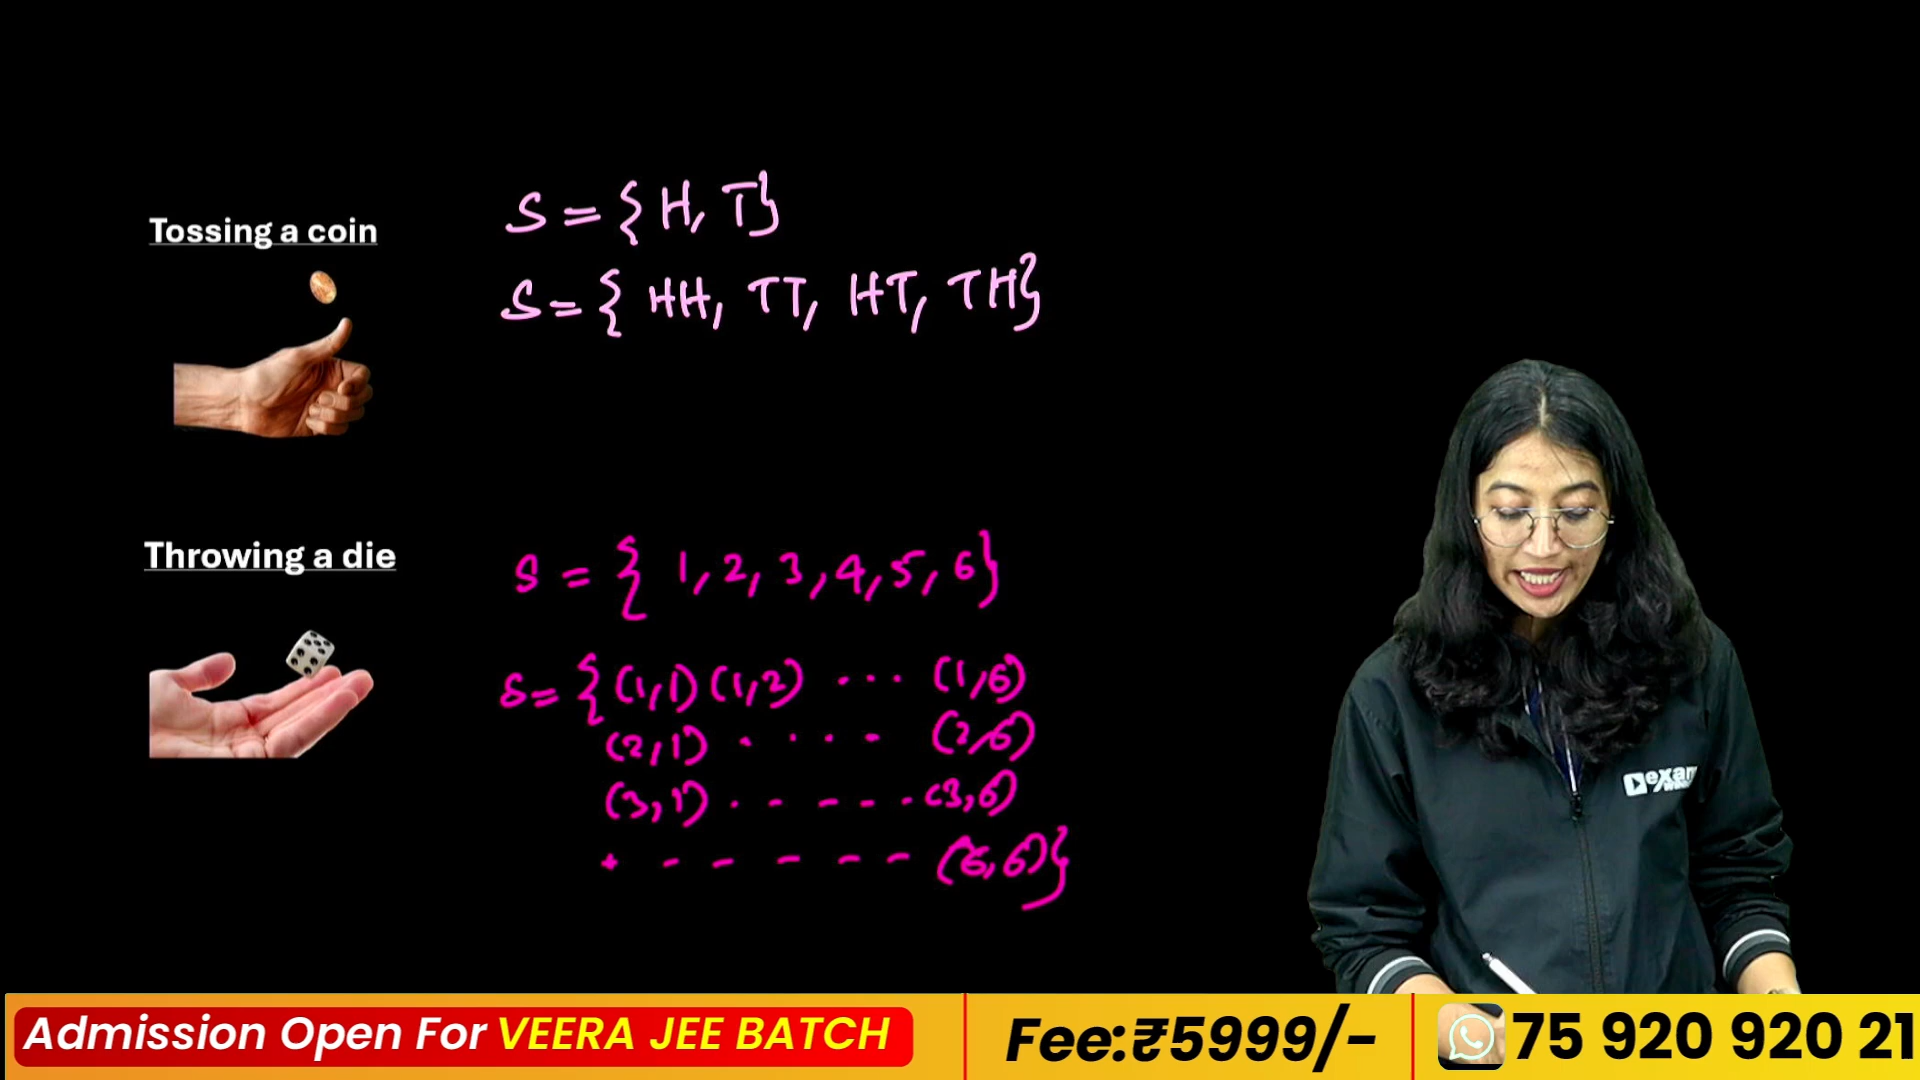 Tossing a coin
S = { H, T}
S = { HH, TT, HT, TH}
Throwing a die
S = { 1, 2, 3, 4, 5, 6}
S = { (1,1) (1,2) ... (1,6)
(2,1) . . . - (2,6)
(3,1) . - - - . (3,6)
. - - - - - (6,6)}
exam
Admission Open For VEERA JEE BATCH
Fee:₹5999/-
75 920 920 21